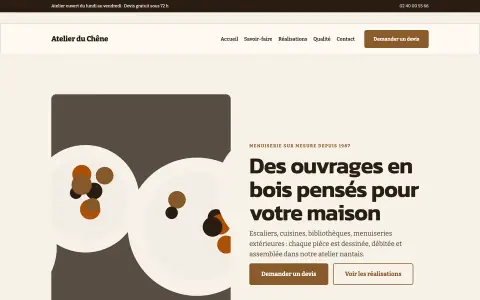 Atelier ouvert du lundi au vendredi · Devis gratuit sous 72 h
02 40 00 55 66
Atelier du Chêne
Accueil Savoir-faire Réalisations Qualité Contact Demander un devis
MENUISERIE SUR MESURE DEPUIS 1987
Des ouvrages en
bois pensés pour
votre maison
Escaliers, cuisines, bibliothèques, menuiseries
extérieures : chaque pièce est dessinée, débitée et
assemblée dans notre atelier nantais.
Demander un devis Voir les réalisations